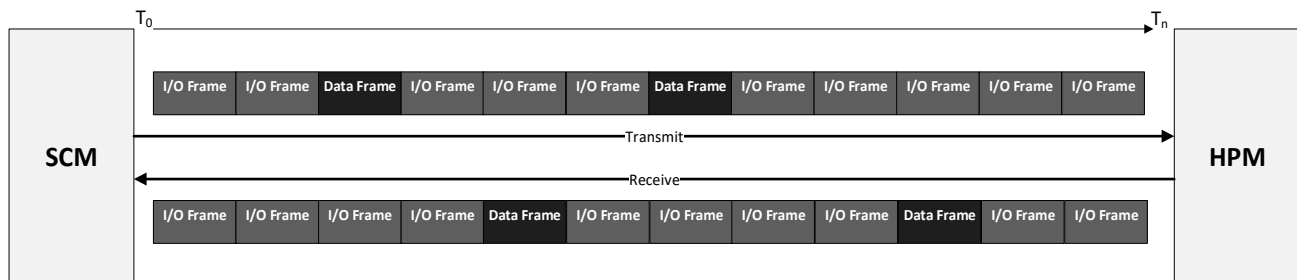 T0 Tn
I/O Frame I/O Frame Data Frame I/O Frame I/O Frame I/O Frame Data Frame I/O Frame I/O Frame I/O Frame I/O Frame I/O Frame
Transmit
SCM HPM
Receive
I/O Frame I/O Frame I/O Frame I/O Frame Data Frame I/O Frame I/O Frame I/O Frame I/O Frame Data Frame I/O Frame I/O Frame